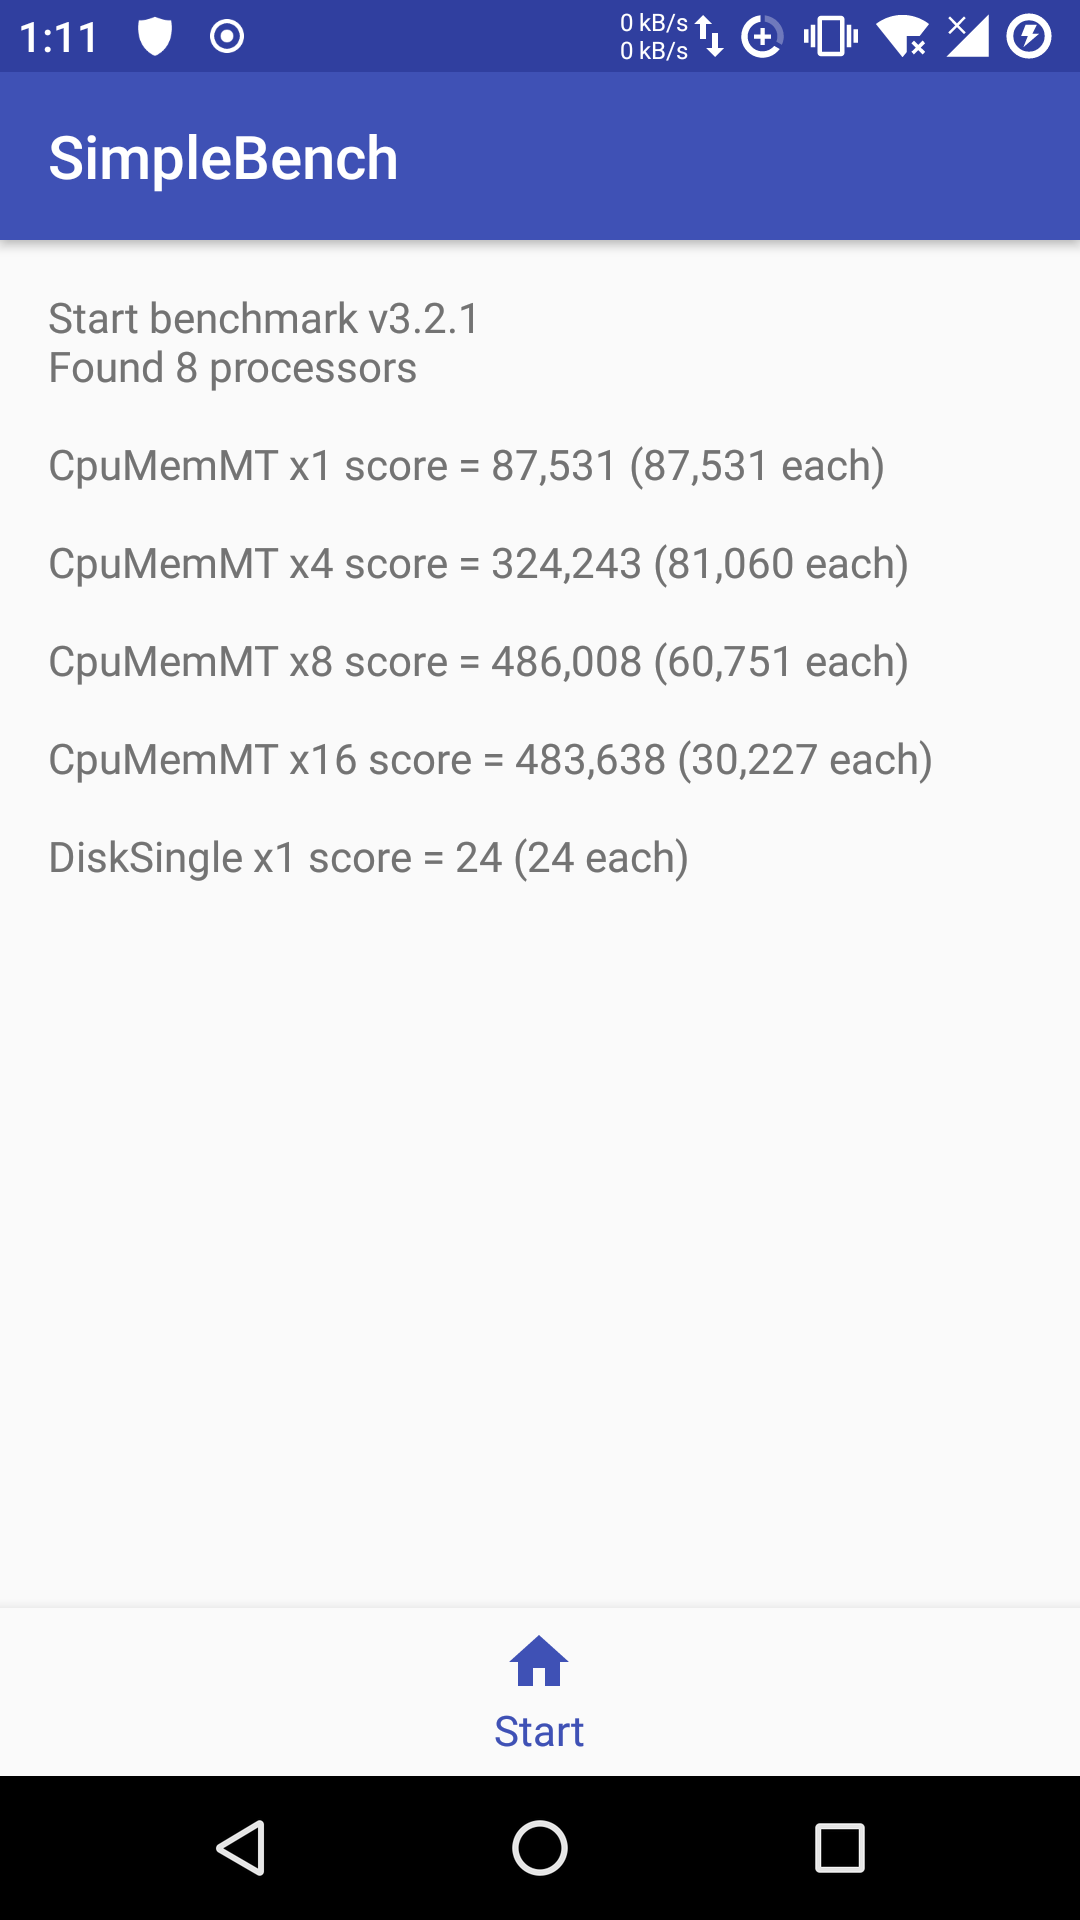 1:11
0 kB/s
0 kB/s
SimpleBench
Start benchmark v3.2.1
Found 8 processors
CpuMemMT x1 score = 87,531 (87,531 each)
CpuMemMT x4 score = 324,243 (81,060 each)
CpuMemMT x8 score = 486,008 (60,751 each)
CpuMemMT x16 score = 483,638 (30,227 each)
DiskSingle x1 score = 24 (24 each)
Start